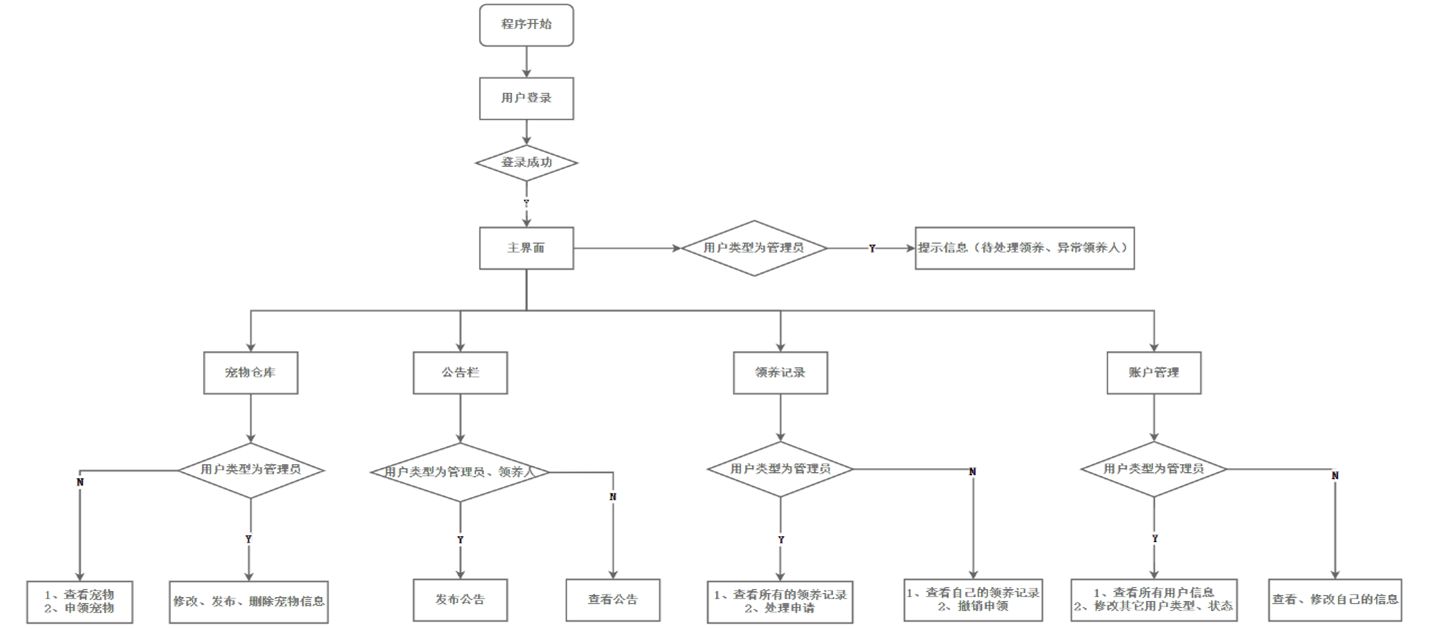 程序开始
用户登录
登录成功
Y
主界面
用户类型为管理员
Y
提示信息（待处理领养、异常领养人）
宠物仓库
公告栏
领养记录
账户管理
用户类型为管理员
用户类型为管理员、领养人
用户类型为管理员
用户类型为管理员
N
Y
Y
N
Y
N
Y
N
1、查看宠物
2、申领宠物
修改、发布、删除宠物信息
发布公告
查看公告
1、查看所有的领养记录
2、处理申请
1、查看自己的领养记录
2、撤销申领
1、查看所有用户信息
2、修改其它用户类型、状态
查看、修改自己的信息